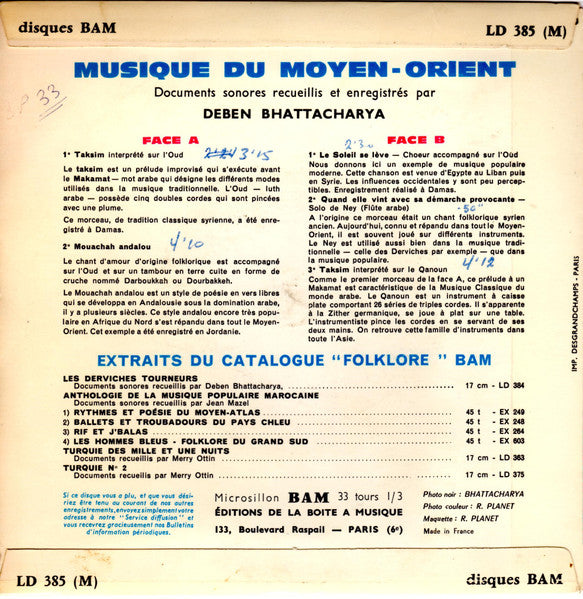 disques BAM
LD 385 (M)
MUSIQUE DU MOYEN-ORIENT
Documents sonores recueillis et enregistrés par
DEBEN BHATTACHARYA
33
FACE A
1° Taksim interprété sur l'Oud 3'15
Le taksim est un prélude improvisé qui s'exécute avant
le Makamat — mot arabe qui désigne les différents modes
utilisés dans la musique traditionnelle. L'Oud — luth
arabe — possède cinq doubles cordes qui sont pincées
avec une plume.
Ce morceau, de tradition classique syrienne, a été enre-
gistré à Damas.
2° Mouachah andalou 4'10
Le chant d'amour d'origine folklorique est accompagné
sur l'Oud et sur un tambour en terre cuite en forme de
cruche nommé Darboukkah ou Dourbakkeh.
Le Mouachah andalou est un style de poésie en vers libres
qui se développa en Andalousie sous la domination arabe,
il y a plusieurs siècles. Ce style andalou encore très popu-
laire en Afrique du Nord s'est répandu dans tout le Moyen-
Orient. Cet exemple a été enregistré en Jordanie.
FACE B
2'30
1° Le Soleil se lève — Choeur accompagné sur l'Oûd
Nous donnons ici un exemple de musique populaire
moderne. Cette chanson est venue d'Egypte au Liban puis
en Syrie. Les influences occidentales y sont peu percep-
tibles. Enregistrement réalisé à Damas.
2° Quand elle vint avec sa démarche provocante —
Solo de Ney (Flûte arabe) -50"
A l'origine ce morceau était un chant folklorique syrien
ancien. Aujourd'hui, connu et répandu dans tout le Moyen-
Orient, il est souvent joué sur différents instruments.
Le Ney est utilisé aussi bien dans la musique tradi-
tionnelle — celle des Derviches par exemple — que dans
la musique populaire.
3° Taksim interprété sur le Qanoun 4'12
Comme le premier morceau de la face A, ce prélude à un
Makamat est caractéristique de la Musique Classique du
monde arabe. Le Qanoun est un instrument à caisse
plate comportant 26 séries de triples cordes. Il s'apparente
à la Zither germanique, se joue à plat sur une table.
L'instrumentiste pince les cordes en se servant de ses
deux mains. On retrouve cette famille d'instruments dans
toute l'Asie.
IMP. DESGRANDCHAMPS - PARIS
EXTRAITS DU CATALOGUE "FOLKLORE" BAM
LES DERVICHES TOURNEURS
Documents sonores recueillis par Deben Bhattacharya, 17 cm - LD 384
ANTHOLOGIE DE LA MUSIQUE POPULAIRE MAROCAINE
Documents sonores recueillis par Jean Mazel
1) RYTHMES ET POÉSIE DU MOYEN-ATLAS 45 t - EX 249
2) BALLETS ET TROUBADOURS DU PAYS CHLEU 45 t - EX 248
3) RIF ET J'BALAS 45 t - EX 264
4) LES HOMMES BLEUS - FOLKLORE DU GRAND SUD 45 t - EX 603
TURQUIE DES MILLE ET UNE NUITS
Documents recueillis par Merry Ottin 17 cm - LD 363
TURQUIE N° 2
Documents recueillis par Merry Ottin 17 cm - LD 375
Si ce disque vous a plu, et que vous dési-
riez être tenu au courant de nos autres
enregistrements, envoyez simplement votre
adresse à notre "Service diffusion" et
vous recevrez gracieusement nos Bulletins
d'information périodiques.
Microsillon BAM 33 tours 1/3
ÉDITIONS DE LA BOITE A MUSIQUE
133, Boulevard Raspail — PARIS (6e)
Photo noir : BHATTACHARYA
Photo couleur : R. PLANET
Maquette : R. PLANET
Made in France
LD 385 (M)
disques BAM